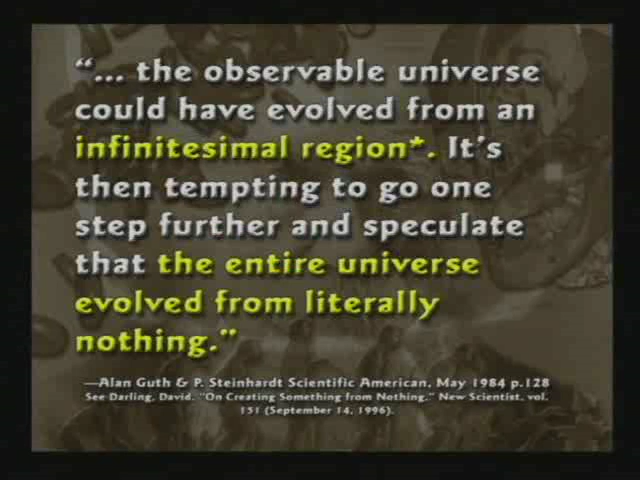 “... the observable universe
could have evolved from an
infinitesimal region*. It’s
then tempting to go one
step further and speculate
that the entire universe
evolved from literally
nothing.”
—Alan Guth & P. Steinhardt Scientific American, May 1984 p.128
See Darling, David. "On Creating Something from Nothing." New Scientist, vol.
151 (September 14, 1996).